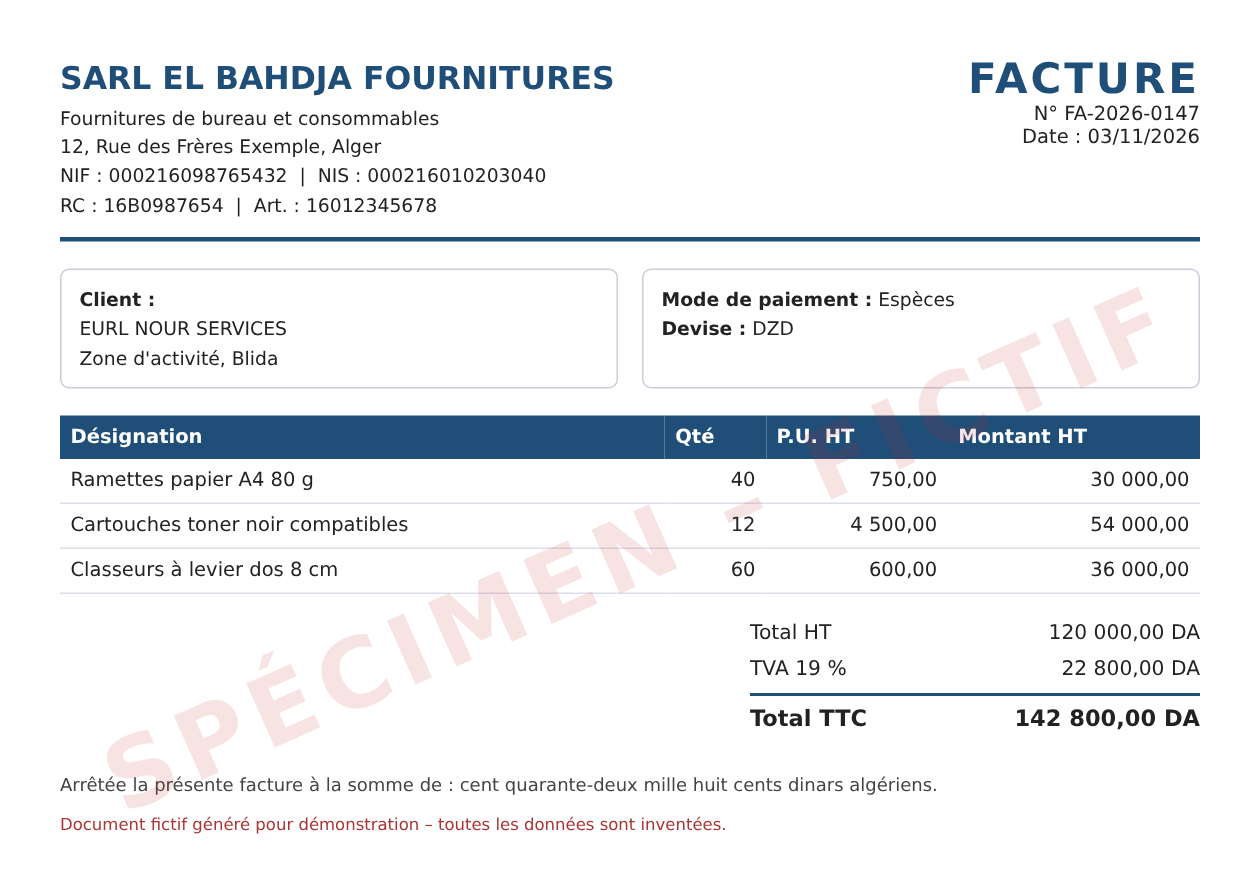 SARL EL BAHDJA FOURNITURES
Fournitures de bureau et consommables
12, Rue des Frères Exemple, Alger
NIF : 000216098765432 | NIS : 000216010203040
RC : 16B0987654 | Art. : 16012345678
FACTURE
N° FA-2026-0147
Date : 03/11/2026
Client :
EURL NOUR SERVICES
Zone d'activité, Blida
Mode de paiement : Espèces
Devise : DZD
Désignation Qté P.U. HT Montant HT
Ramettes papier A4 80 g 40 750,00 30 000,00
Cartouches toner noir compatibles 12 4 500,00 54 000,00
Classeurs à levier dos 8 cm 60 600,00 36 000,00
Total HT 120 000,00 DA
TVA 19 % 22 800,00 DA
Total TTC 142 800,00 DA
Arrêtée la présente facture à la somme de : cent quarante-deux mille huit cents dinars algériens.
Document fictif généré pour démonstration – toutes les données sont inventées.
SPÉCIMEN – FICTIF